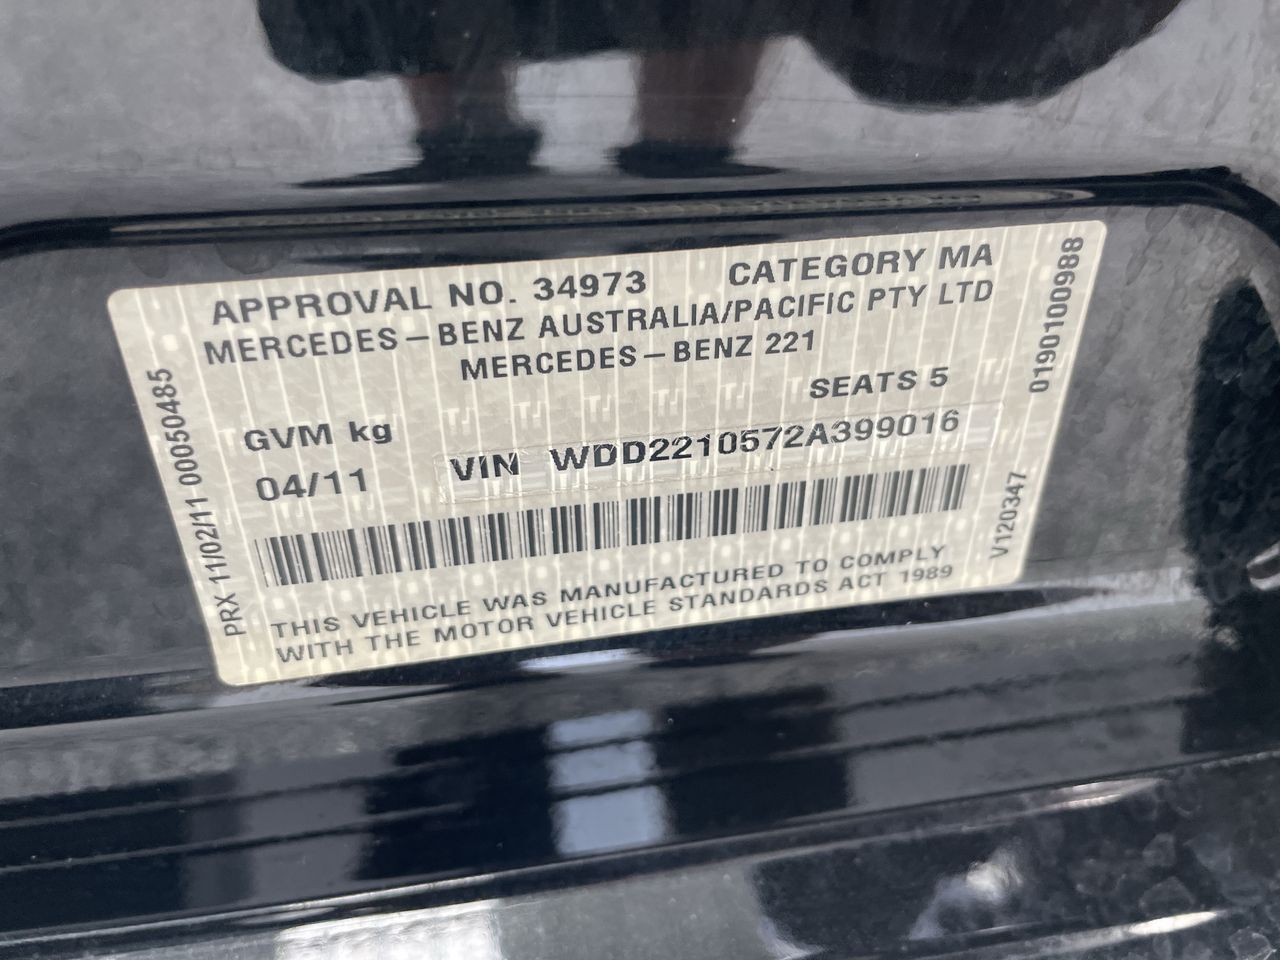 APPROVAL NO. 34973 CATEGORY MA
MERCEDES-BENZ AUSTRALIA/PACIFIC PTY LTD
MERCEDES-BENZ 221
SEATS 5
GVM kg
VIN WDD2210572A399016
04/11
THIS VEHICLE WAS MANUFACTURED TO COMPLY
WITH THE MOTOR VEHICLE STANDARDS ACT 1989
PRX 11/02/11 00050485
0190100988
V120347